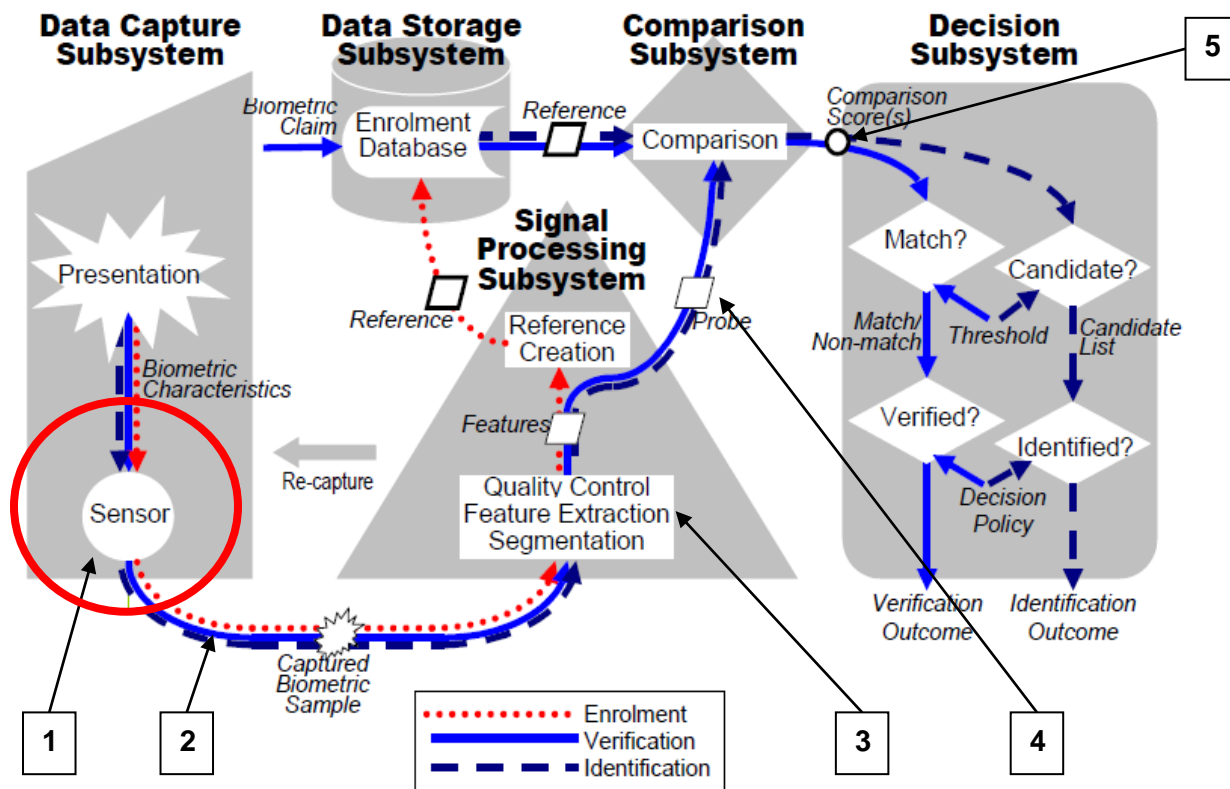 Data Capture
Subsystem
Data Storage
Subsystem
Comparison
Subsystem
Decision
Subsystem
5
Biometric
Claim
Enrolment
Database
Reference
Comparison
Comparison
Score(s)
Signal
Processing
Subsystem
Presentation
Match?
Candidate?
Reference
Reference
Creation
Probe
Match/
Non-match
Threshold
Candidate
List
Biometric
Characteristics
Features
Verified?
Identified?
Re-capture
Sensor
Quality Control
Feature Extraction
Segmentation
Decision
Policy
Verification
Outcome
Identification
Outcome
Captured
Biometric
Sample
1
2
Enrolment
Verification
Identification
3
4